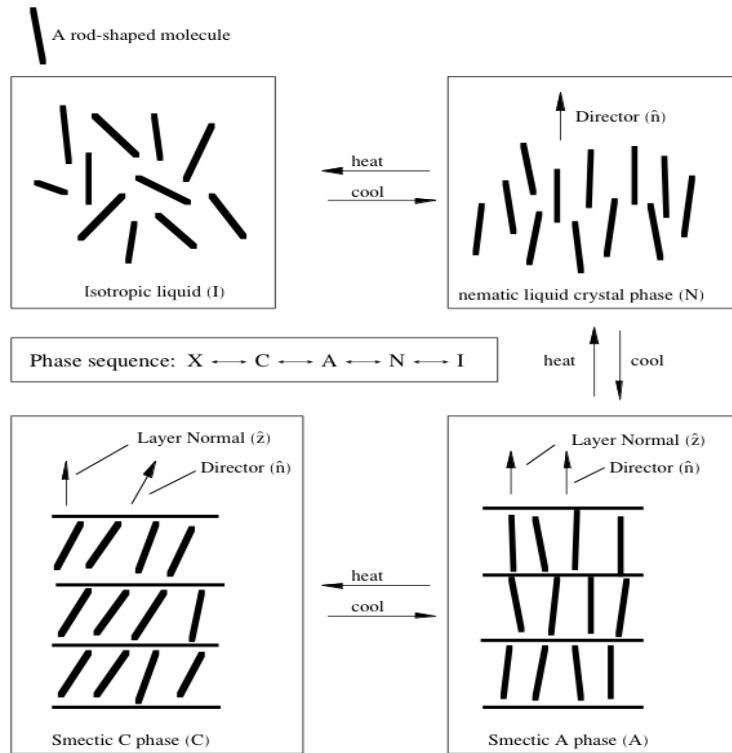 A rod-shaped molecule
Director (n̂)
heat
cool
Isotropic liquid (I)
nematic liquid crystal phase (N)
Phase sequence: X ⟷ C ⟷ A ⟷ N ⟷ I
heat
cool
Layer Normal (ẑ)
Director (n̂)
Layer Normal (ẑ)
Director (n̂)
heat
cool
Smectic C phase (C)
Smectic A phase (A)